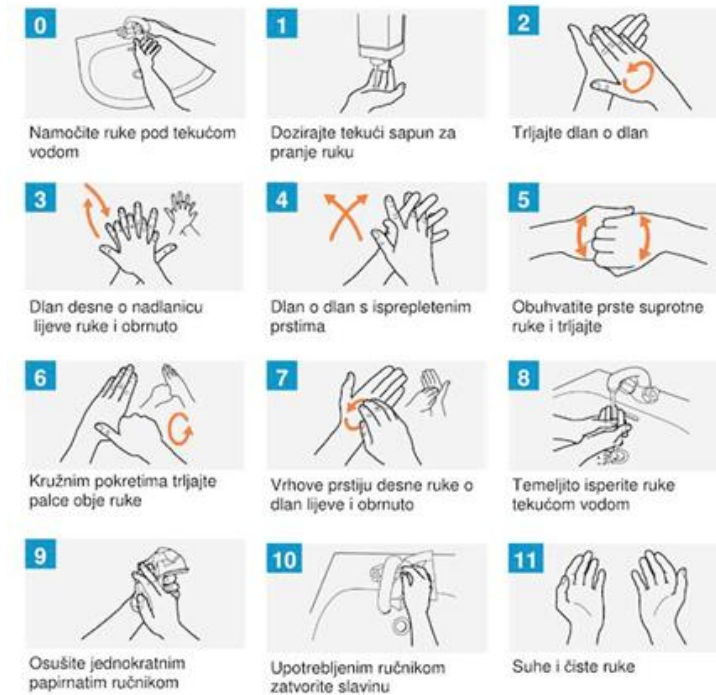 0
Namočite ruke pod tekućom
vodom
1
Dozirajte tekući sapun za
pranje ruku
2
Trljajte dlan o dlan
3
Dlan desne o nadlanicu
lijeve ruke i obrnuto
4
Dlan o dlan s isprepletenim
prstima
5
Obuhvatite prste suprotne
ruke i trljajte
6
Kružnim pokretima trljajte
palce obje ruke
7
Vrhove prstiju desne ruke o
dlan lijeve i obrnuto
8
Temeljito isperite ruke
tekućom vodom
9
Osušite jednokratnim
papirnatim ručnikom
10
Upotrebljenim ručnikom
zatvorite slavinu
11
Suhe i čiste ruke